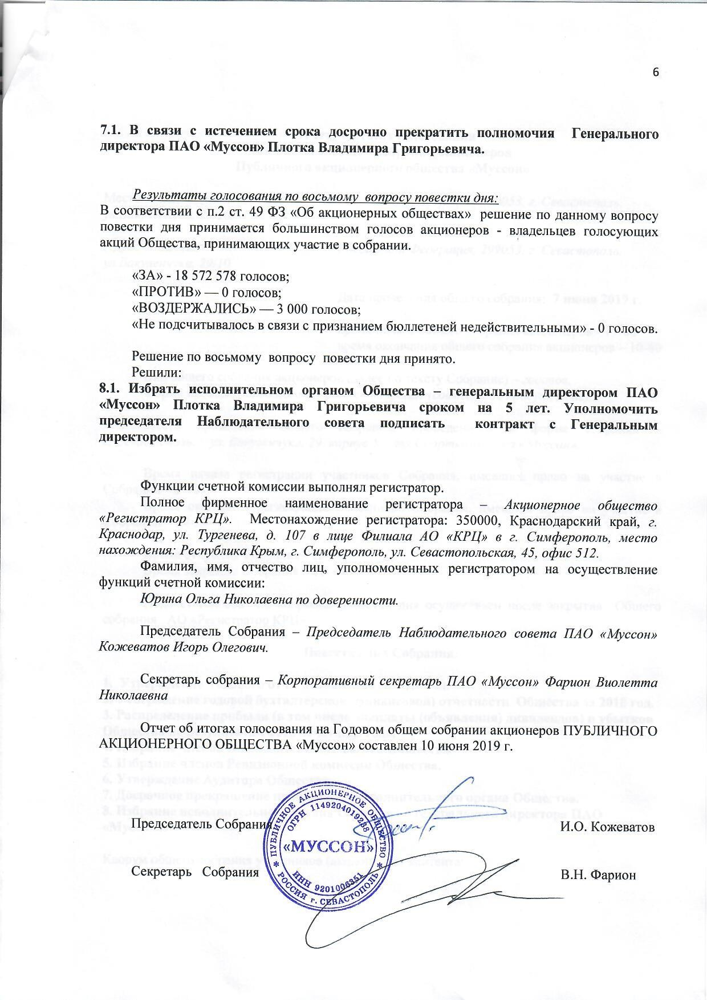 6
7.1. В связи с истечением срока досрочно прекратить полномочия Генерального
директора ПАО «Муссон» Плотка Владимира Григорьевича.
Результаты голосования по восьмому вопросу повестки дня:
В соответствии с п.2 ст. 49 ФЗ «Об акционерных обществах» решение по данному вопросу
повестки дня принимается большинством голосов акционеров - владельцев голосующих
акций Общества, принимающих участие в собрании.
«ЗА» - 18 572 578 голосов;
«ПРОТИВ» — 0 голосов;
«ВОЗДЕРЖАЛИСЬ» — 3 000 голосов;
«Не подсчитывалось в связи с признанием бюллетеней недействительными» - 0 голосов.
Решение по восьмому вопросу повестки дня принято.
Решили:
8.1. Избрать исполнительном органом Общества – генеральным директором ПАО
«Муссон» Плотка Владимира Григорьевича сроком на 5 лет. Уполномочить
председателя Наблюдательного совета подписать контракт с Генеральным
директором.
Функции счетной комиссии выполнял регистратор.
Полное фирменное наименование регистратора – Акционерное общество
«Регистратор КРЦ». Местонахождение регистратора: 350000, Краснодарский край, г.
Краснодар, ул. Тургенева, д. 107 в лице Филиала АО «КРЦ» в г. Симферополь, место
нахождения: Республика Крым, г. Симферополь, ул. Севастопольская, 45, офис 512.
Фамилия, имя, отчество лиц, уполномоченных регистратором на осуществление
функций счетной комиссии:
Юрина Ольга Николаевна по доверенности.
Председатель Собрания – Председатель Наблюдательного совета ПАО «Муссон»
Кожеватов Игорь Олегович.
Секретарь собрания – Корпоративный секретарь ПАО «Муссон» Фарион Виолетта
Николаевна
Отчет об итогах голосования на Годовом общем собрании акционеров ПУБЛИЧНОГО
АКЦИОНЕРНОГО ОБЩЕСТВА «Муссон» составлен 10 июня 2019 г.
Председатель Собрания
И.О. Кожеватов
ПУБЛИЧНОЕ АКЦИОНЕРНОЕ ОБЩЕСТВО
ОГРН 1149204019238
«МУССОН»
ИНН 9201006351
* РОССИЯ г. СЕВАСТОПОЛЬ *
Секретарь Собрания
В.Н. Фарион